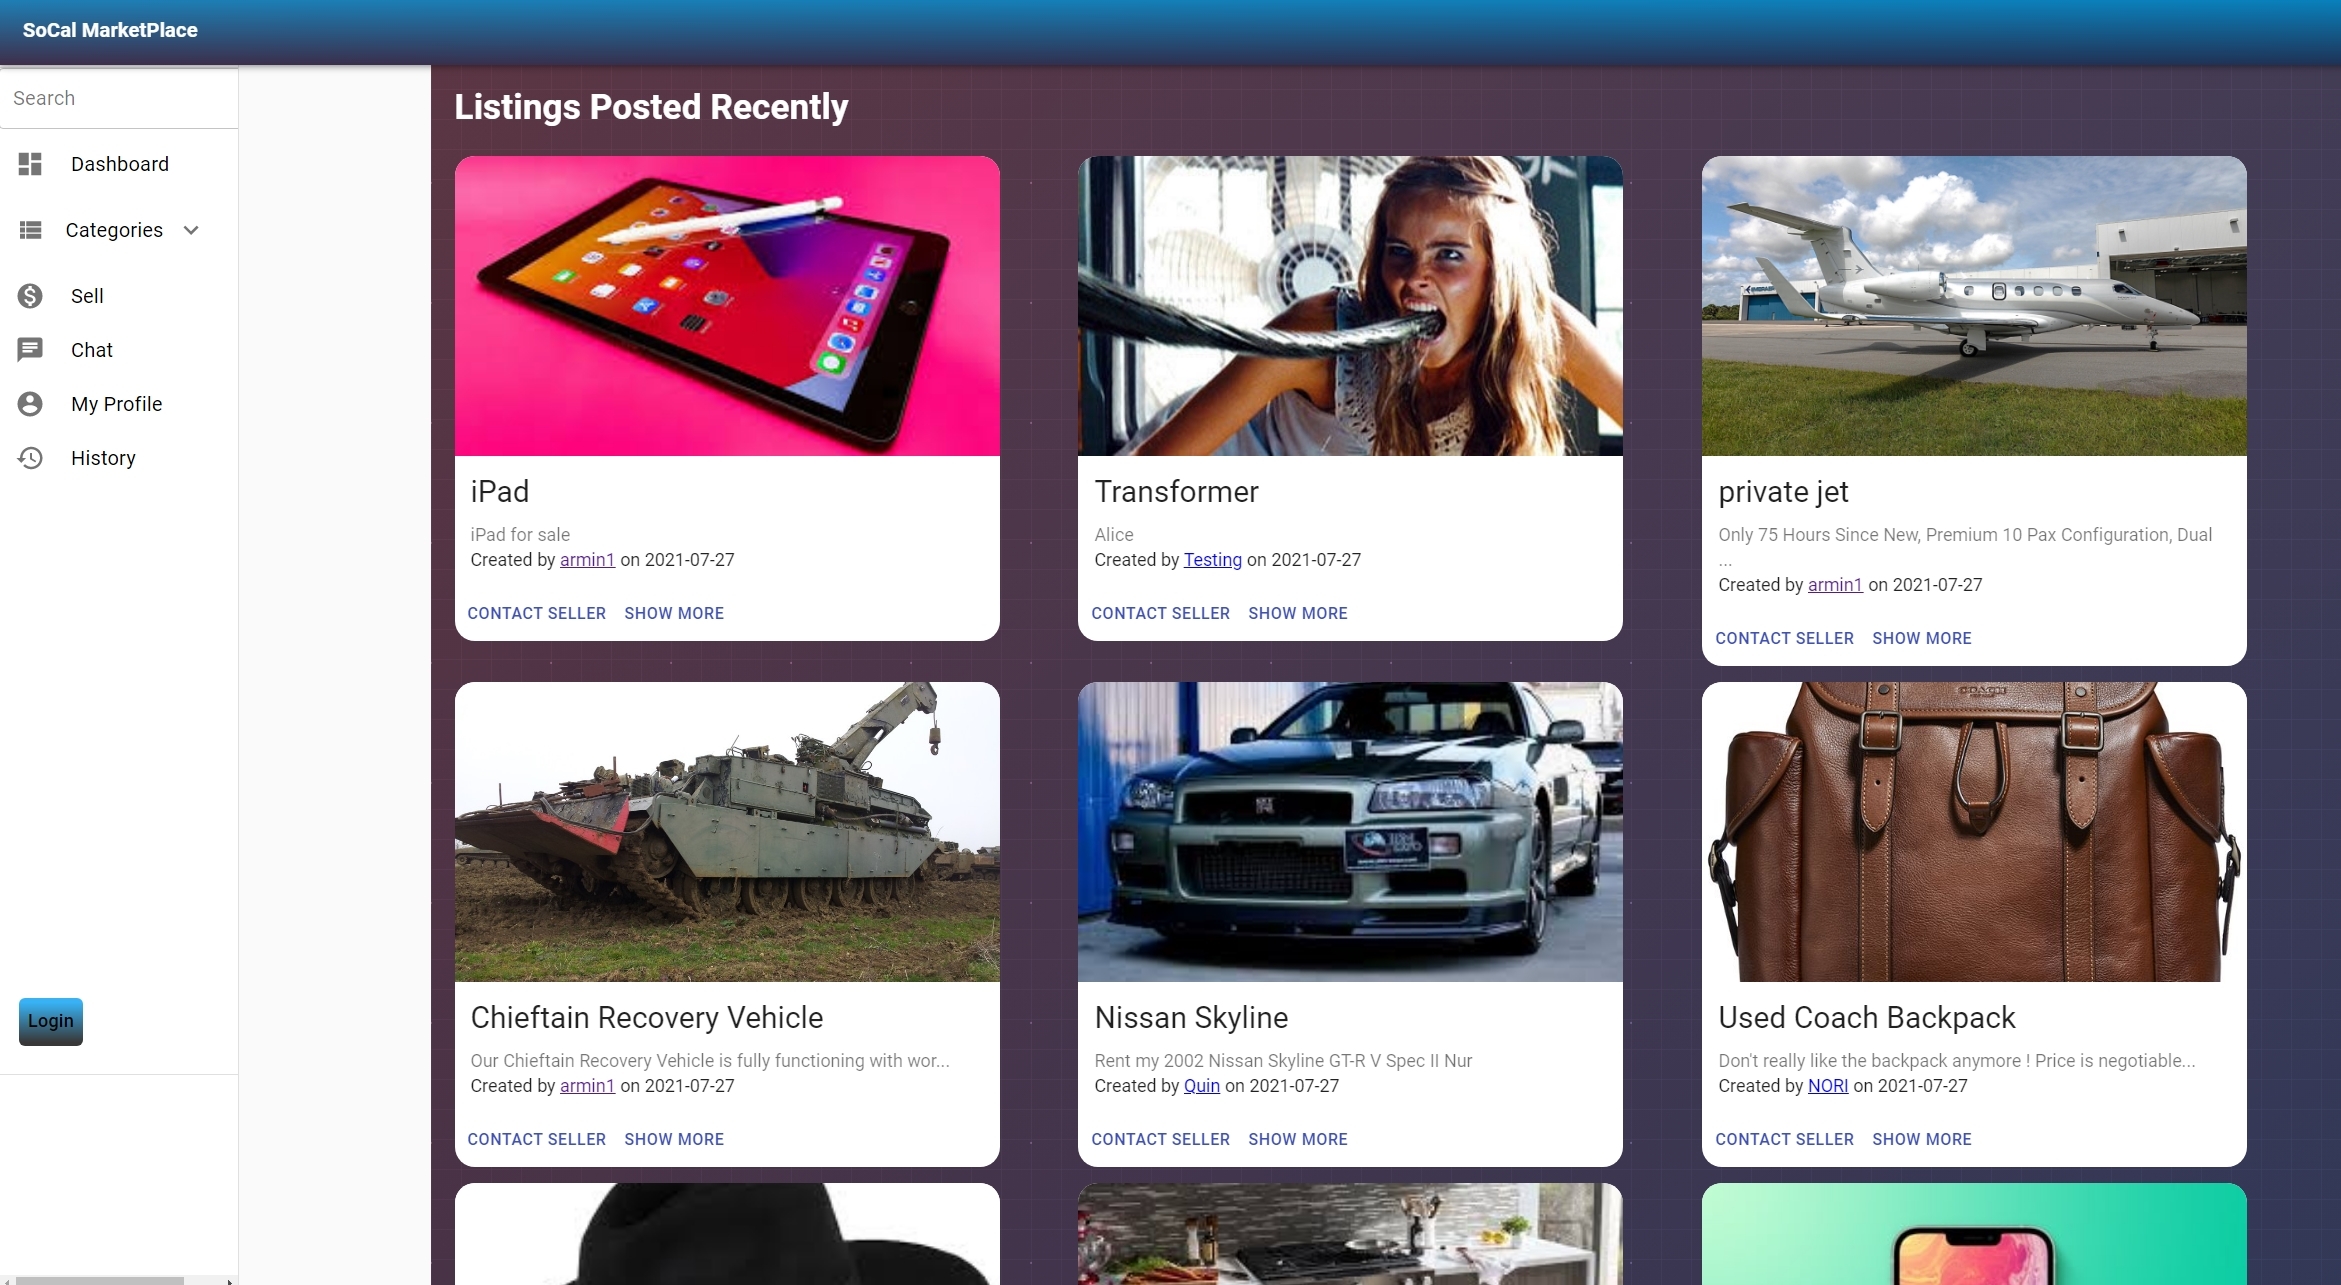 SoCal MarketPlace
Search
Dashboard
Categories
Sell
Chat
My Profile
History
Login
Listings Posted Recently
iPad
iPad for sale
Created by armin1 on 2021-07-27
CONTACT SELLER SHOW MORE
Transformer
Alice
Created by Testing on 2021-07-27
CONTACT SELLER SHOW MORE
private jet
Only 75 Hours Since New, Premium 10 Pax Configuration, Dual
...
Created by armin1 on 2021-07-27
CONTACT SELLER SHOW MORE
Chieftain Recovery Vehicle
Our Chieftain Recovery Vehicle is fully functioning with wor...
Created by armin1 on 2021-07-27
CONTACT SELLER SHOW MORE
Nissan Skyline
Rent my 2002 Nissan Skyline GT-R V Spec II Nur
Created by Quin on 2021-07-27
CONTACT SELLER SHOW MORE
COACH
Used Coach Backpack
Don't really like the backpack anymore ! Price is negotiable...
Created by NORI on 2021-07-27
CONTACT SELLER SHOW MORE